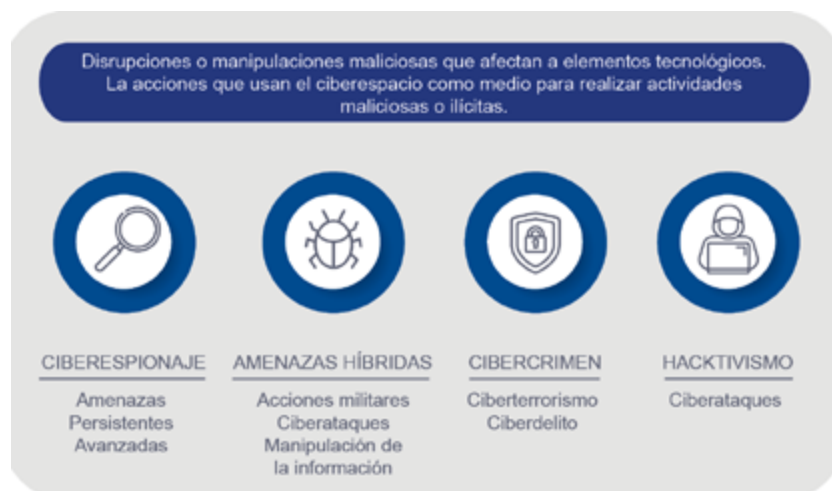 Disrupciones o manipulaciones maliciosas que afectan a elementos tecnológicos.
La acciones que usan el ciberespacio como medio para realizar actividades
maliciosas o ilícitas.
CIBERESPIONAJE
Amenazas
Persistentes
Avanzadas
AMENAZAS HÍBRIDAS
Acciones militares
Ciberataques
Manipulación de
la información
CIBERCRIMEN
Ciberterrorismo
Ciberdelito
HACKTIVISMO
Ciberataques